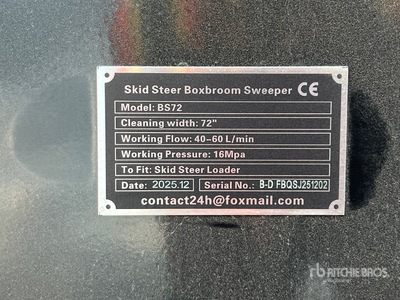 Skid Steer Boxbroom Sweeper CE
Model: BS72
Cleaning width: 72"
Working Flow: 40-60 L/min
Working Pressure: 16Mpa
To Fit: Skid Steer Loader
Date: 2025.12 Serial No.: B-D FBQSJ251202
contact24h@foxmail.com
rb RITCHIE BROS.